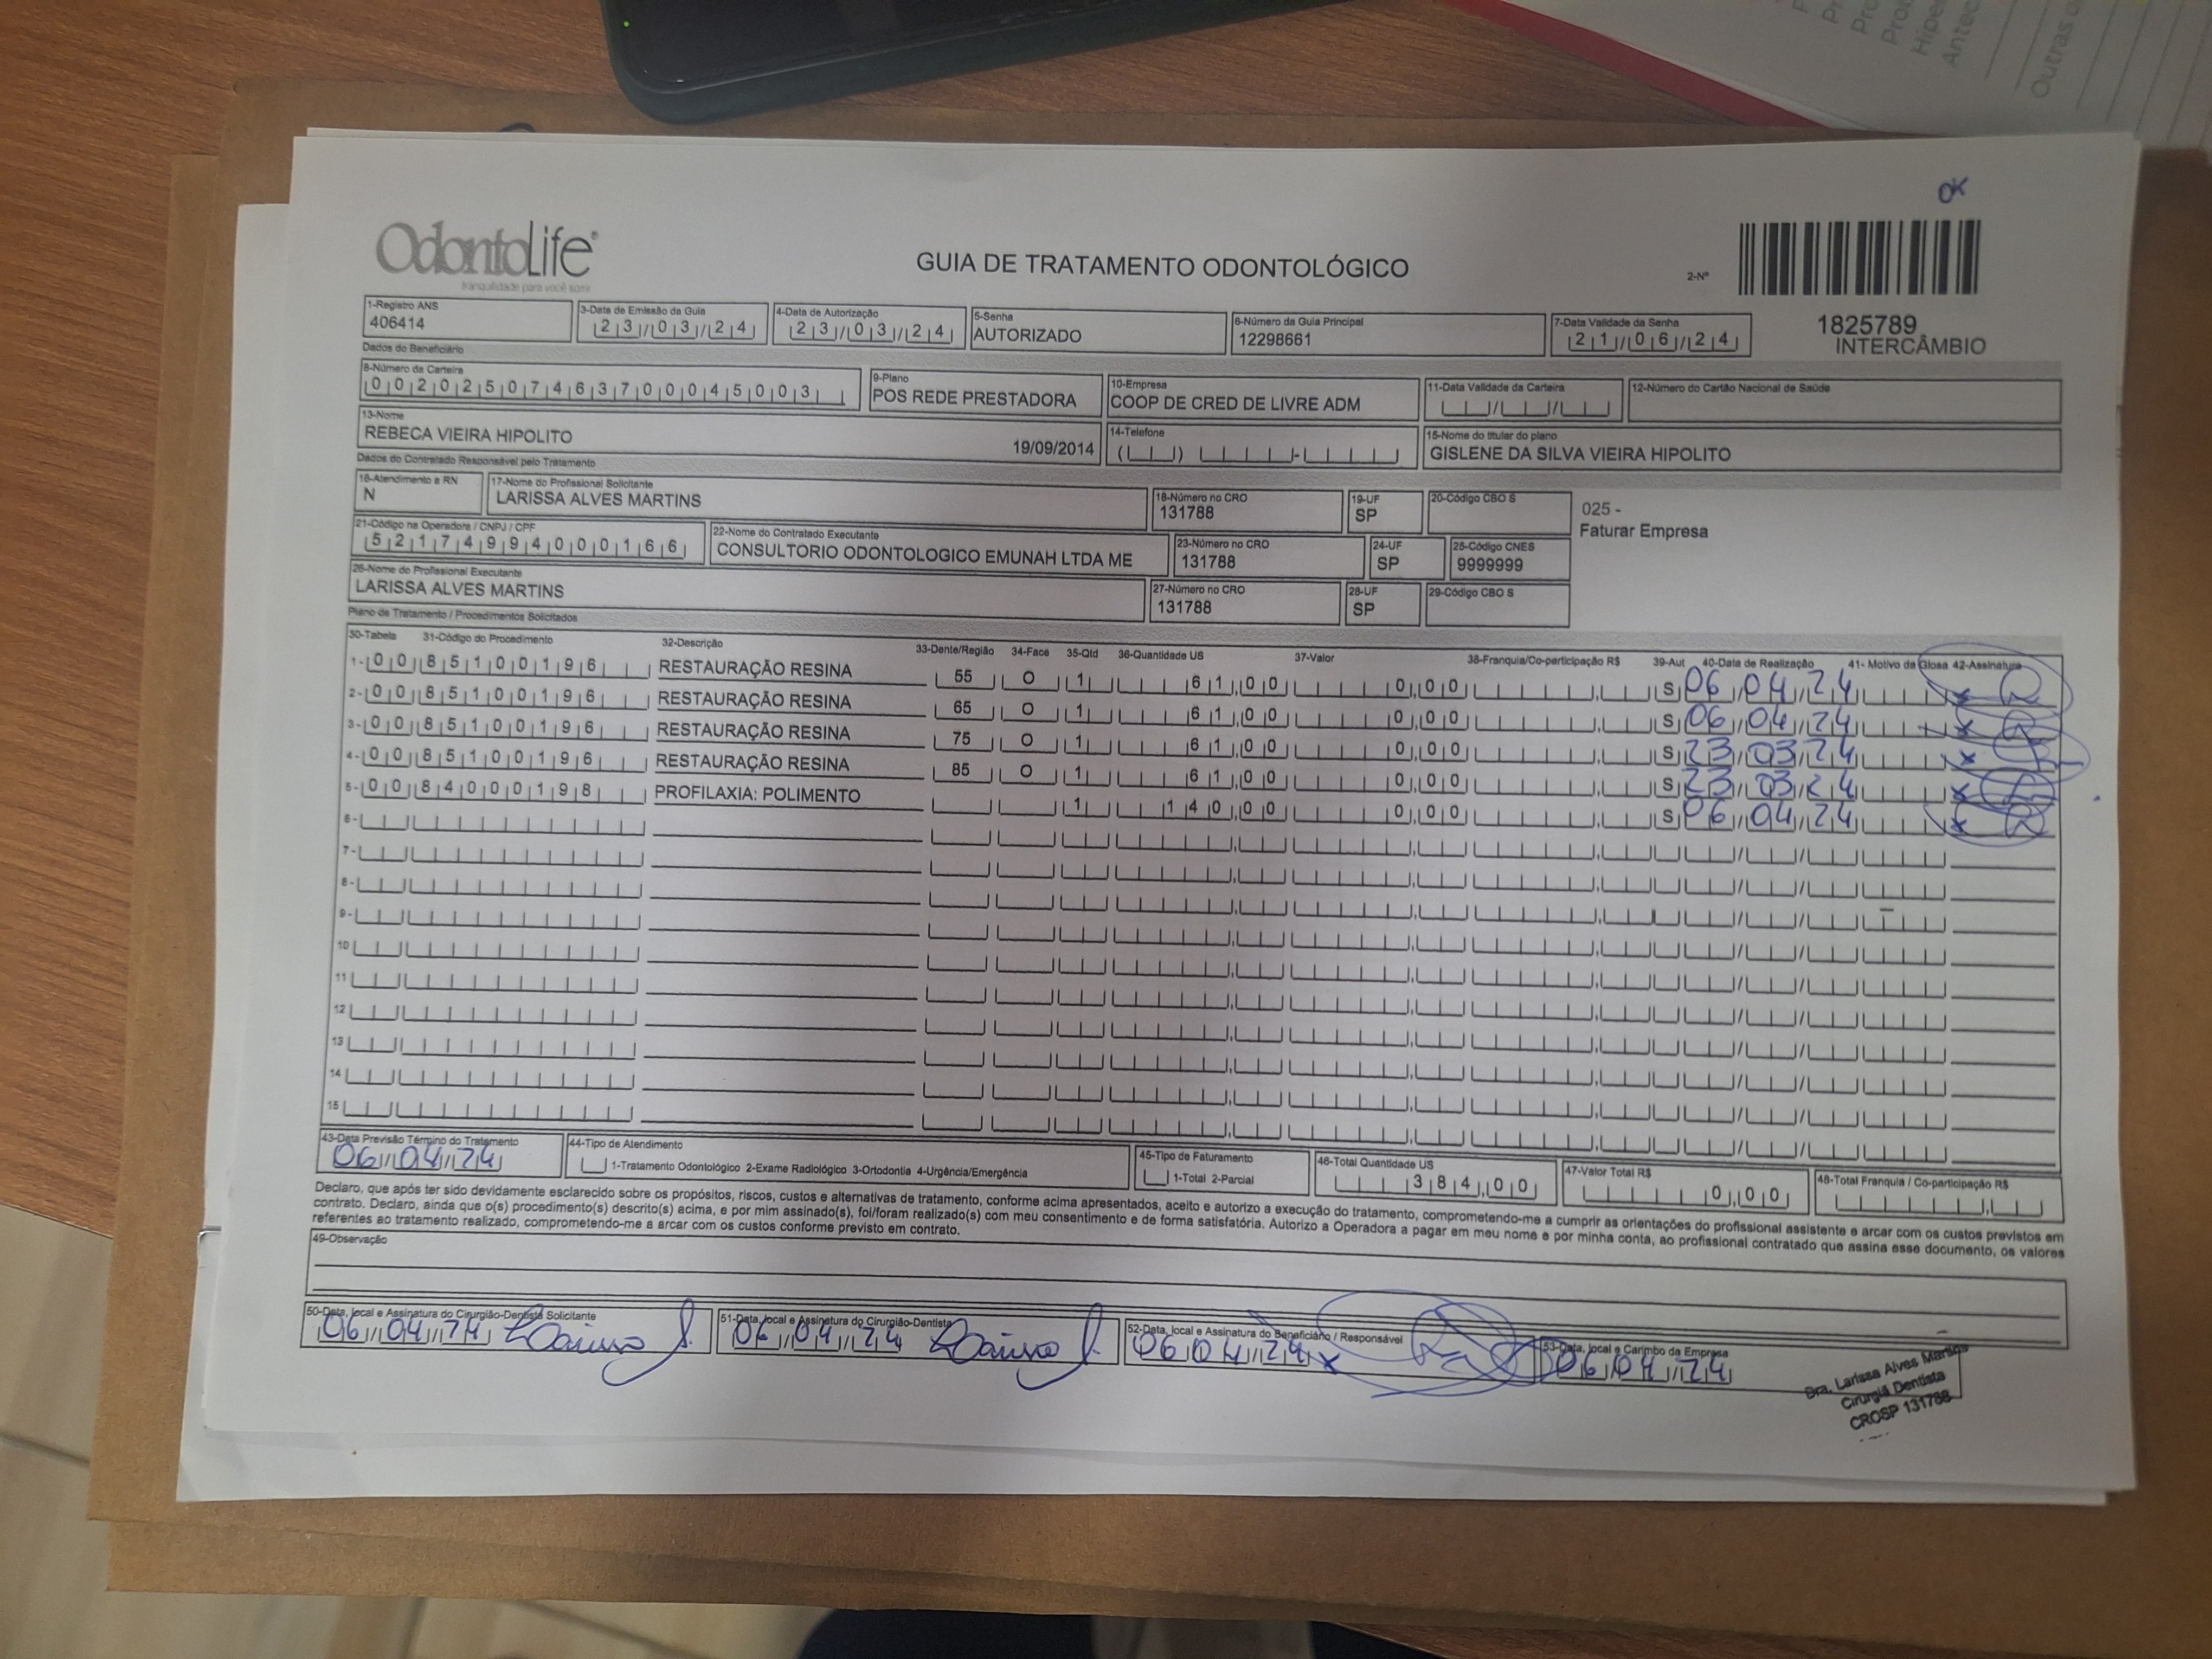 OK
OdontoLife®
tranquilidade para você sorrir
GUIA DE TRATAMENTO ODONTOLÓGICO
2-Nº
1825789
INTERCÂMBIO
1-Registro ANS
406414
3-Data de Emissão da Guia
23/03/24
4-Data de Autorização
23/03/24
5-Senha
AUTORIZADO
6-Número da Guia Principal
12298661
7-Data Validade da Senha
21/06/24
Dados do Beneficiário
8-Número da Carteira
00202507463700045003
9-Plano
POS REDE PRESTADORA
10-Empresa
COOP DE CRED DE LIVRE ADM
11-Data Validade da Carteira
12-Número do Cartão Nacional de Saúde
13-Nome
REBECA VIEIRA HIPOLITO 19/09/2014
14-Telefone
15-Nome do titular do plano
GISLENE DA SILVA VIEIRA HIPOLITO
Dados do Contratado Responsável pelo Tratamento
16-Atendimento a RN
N
17-Nome do Profissional Solicitante
LARISSA ALVES MARTINS
18-Número no CRO
131788
19-UF
SP
20-Código CBO S
025 -
Faturar Empresa
21-Código na Operadora / CNPJ / CPF
52174994000166
22-Nome do Contratado Executante
CONSULTORIO ODONTOLOGICO EMUNAH LTDA ME
23-Número no CRO
131788
24-UF
SP
25-Código CNES
9999999
26-Nome do Profissional Executante
LARISSA ALVES MARTINS
27-Número no CRO
131788
28-UF
SP
29-Código CBO S
Plano de Tratamento / Procedimentos Solicitados
30-Tabela 31-Código do Procedimento 32-Descrição 33-Dente/Região 34-Face 35-Qtd 36-Quantidade US 37-Valor 38-Franquia/Co-participação R$ 39-Aut 40-Data de Realização 41- Motivo da Glosa 42-Assinatura
1- 00 85100196 RESTAURAÇÃO RESINA 55 O 1 61,00 0,00 S 06/04/24 x
2- 00 85100196 RESTAURAÇÃO RESINA 65 O 1 61,00 0,00 S 06/04/24 x
3- 00 85100196 RESTAURAÇÃO RESINA 75 O 1 61,00 0,00 S 23/03/24 x
4- 00 85100196 RESTAURAÇÃO RESINA 85 O 1 61,00 0,00 S 23/03/24 x
5- 00 84000198 PROFILAXIA: POLIMENTO 1 140,00 0,00 S 06/04/24 x
6-
7-
8-
9-
10
11
12
13
14
15
43-Data Previsão Término do Tratamento
06/04/24
44-Tipo de Atendimento
1-Tratamento Odontológico 2-Exame Radiológico 3-Ortodontia 4-Urgência/Emergência
45-Tipo de Faturamento
1-Total 2-Parcial
46-Total Quantidade US
384,00
47-Valor Total R$
0,00
48-Total Franquia / Co-participação R$
Declaro, que após ter sido devidamente esclarecido sobre os propósitos, riscos, custos e alternativas de tratamento, conforme acima apresentados, aceito e autorizo a execução do tratamento, comprometendo-me a cumprir as orientações do profissional assistente e arcar com os custos previstos em
contrato. Declaro, ainda que o(s) procedimento(s) descrito(s) acima, e por mim assinado(s), foi/foram realizado(s) com meu consentimento e de forma satisfatória. Autorizo a Operadora a pagar em meu nome e por minha conta, ao profissional contratado que assina esse documento, os valores
referentes ao tratamento realizado, comprometendo-me a arcar com os custos conforme previsto em contrato.
49-Observação
50-Data, local e Assinatura do Cirurgião-Dentista Solicitante
06/04/24
51-Data, local e Assinatura do Cirurgião-Dentista
06/04/24
52-Data, local e Assinatura do Beneficiário / Responsável
06/04/24 x
53-Data, local e Carimbo da Empresa
06/04/24
Dra. Larissa Alves Martins
Cirurgiã Dentista
CROSP 131788
Outras